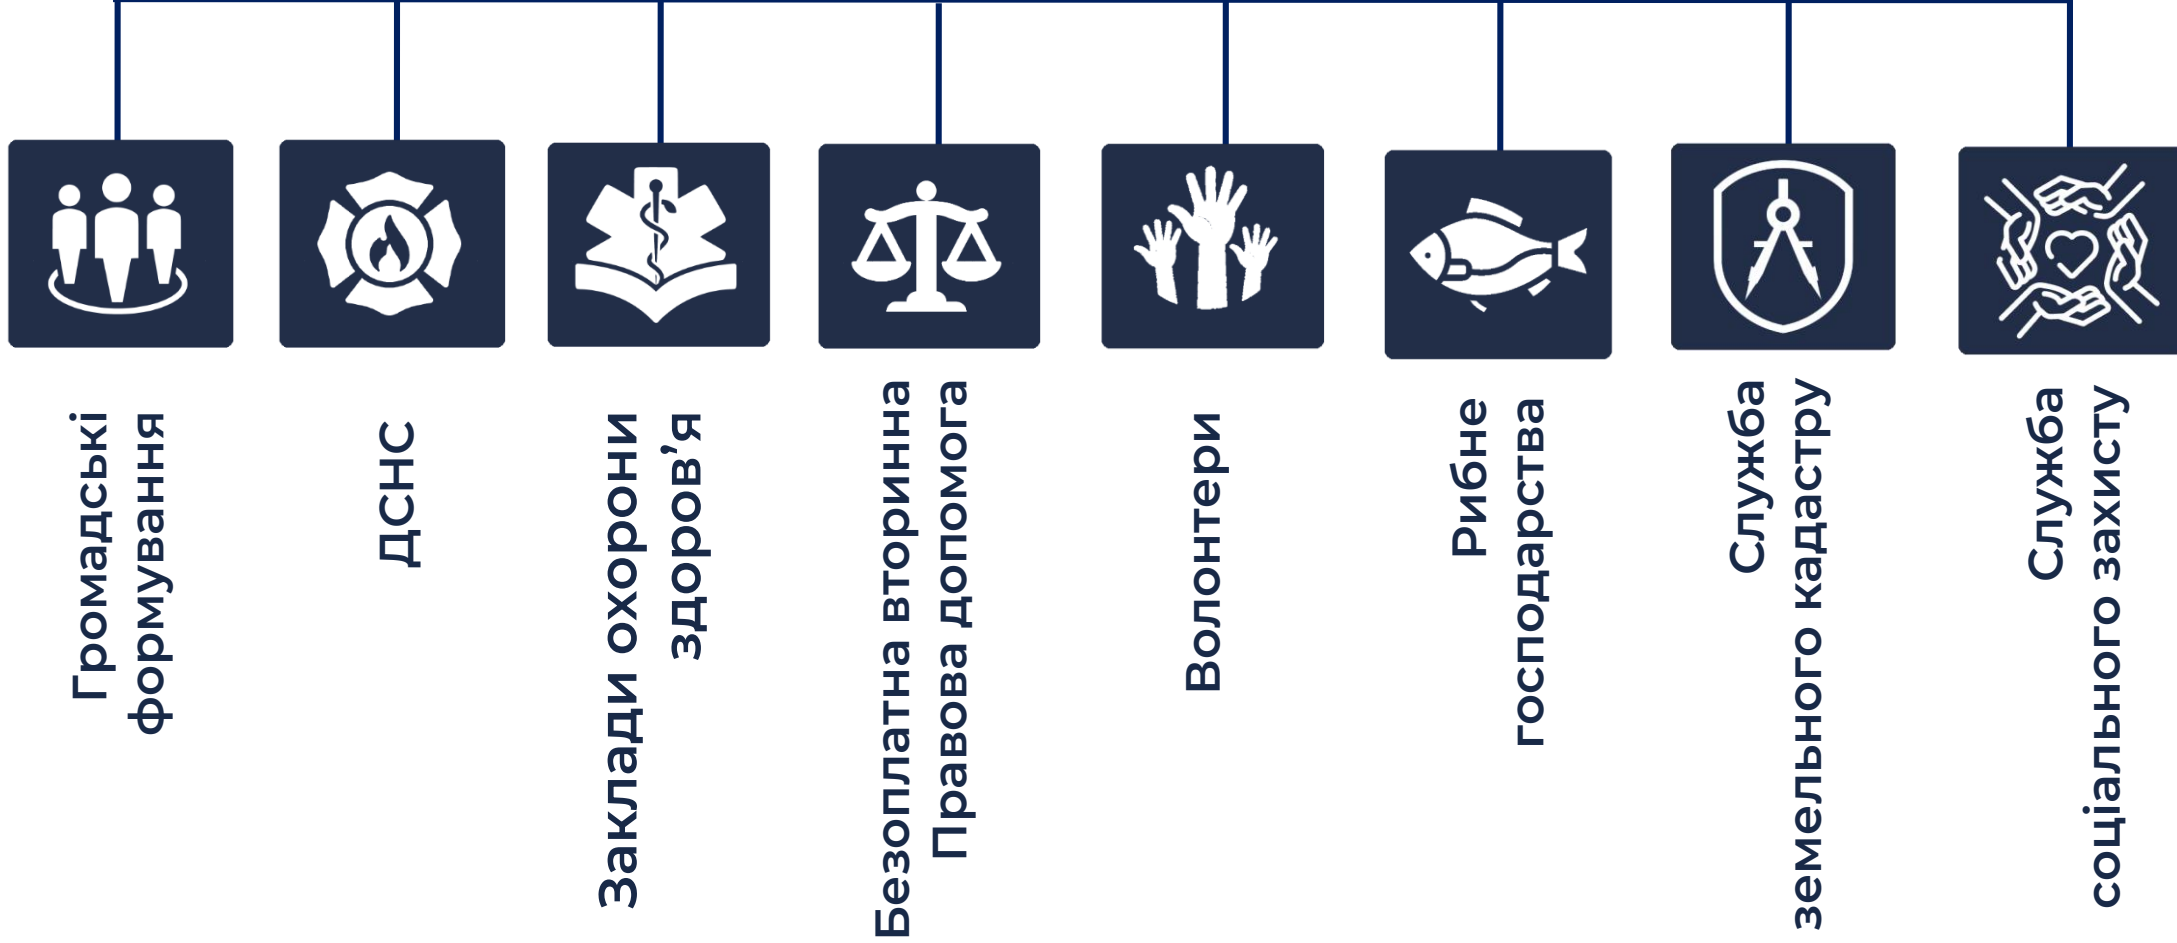 Громадські
формування
ДСНС
Заклади охорони
здоров’я
Безоплатна вторинна
Правова допомога
Волонтери
Рибне
господарства
Служба
земельного кадастру
Служба
соціального захисту